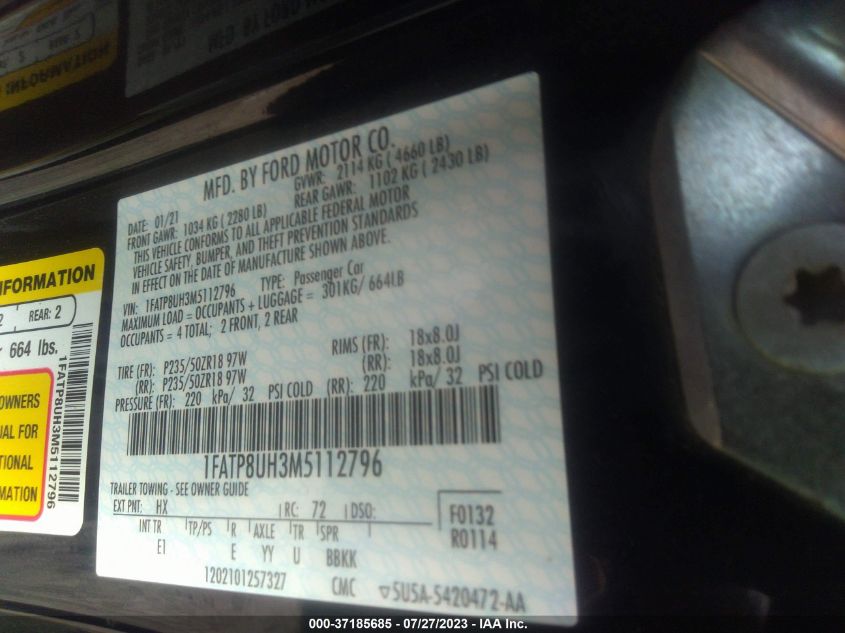 INFORMATION
REAR: 2
664 lbs.
1FATP8UH3M5112796
OWNERS
FOR
MFD. BY FORD MOTOR CO.
DATE: 01/21
GVWR: 2114 KG ( 4660 LB)
FRONT GAWR: 1034 KG ( 2280 LB)
REAR GAWR: 1102 KG ( 2430 LB)
THIS VEHICLE CONFORMS TO ALL APPLICABLE FEDERAL MOTOR
VEHICLE SAFETY, BUMPER, AND THEFT PREVENTION STANDARDS
IN EFFECT ON THE DATE OF MANUFACTURE SHOWN ABOVE.
VIN: 1FATP8UH3M5112796 TYPE: Passenger Car
MAXIMUM LOAD = OCCUPANTS + LUGGAGE = 301KG/ 664LB
OCCUPANTS = 4 TOTAL; 2 FRONT, 2 REAR
TIRE (FR): P235/50ZR18 97W RIMS (FR): 18x8.0J
(RR): P235/50ZR18 97W (RR): 18x8.0J
PRESSURE (FR): 220 kPa/ 32 PSI COLD (RR): 220 kPa/ 32 PSI COLD
1FATP8UH3M5112796
TRAILER TOWING - SEE OWNER GUIDE
EXT PNT: HX RC: 72 DSO:
INT TR TP/PS R AXLE TR SPR
E1 E YY U BBKK
F0132
R0114
1202101257327 CMC 5U5A-5420472-AA
000-37185685 - 07/27/2023 - IAA Inc.